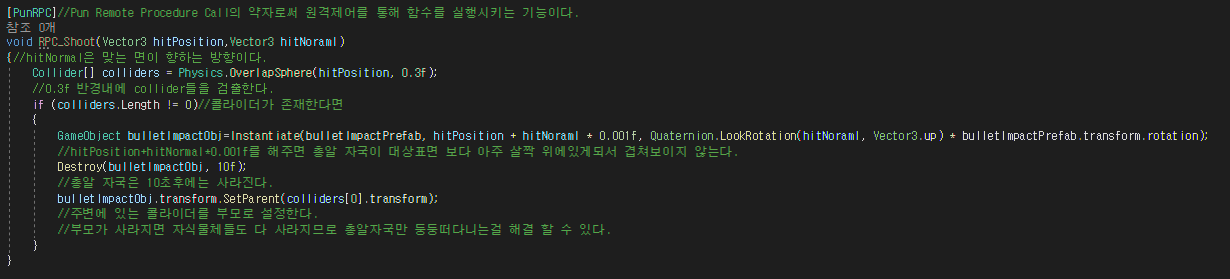 [PunRPC]//Pun Remote Procedure Call의 약자로써 원격제어를 통해 함수를 실행시키는 기능이다.
참조 0개
void RPC_Shoot(Vector3 hitPosition,Vector3 hitNoraml)
{//hitNormal은 맞는 면이 향하는 방향이다.
Collider[] colliders = Physics.OverlapSphere(hitPosition, 0.3f);
//0.3f 반경내에 collider들을 검출한다.
if (colliders.Length != 0)//콜라이더가 존재한다면
{
GameObject bulletImpactObj=Instantiate(bulletImpactPrefab, hitPosition + hitNoraml * 0.001f, Quaternion.LookRotation(hitNoraml, Vector3.up) * bulletImpactPrefab.transform.rotation);
//hitPosition+hitNormal+0.001f를 해주면 총알 자국이 대상표면 보다 아주 살짝 위에있게되서 겹쳐보이지 않는다.
Destroy(bulletImpactObj, 10f);
//총알 자국은 10초후에는 사라진다.
bulletImpactObj.transform.SetParent(colliders[0].transform);
//주변에 있는 콜라이더를 부모로 설정한다.
//부모가 사라지면 자식물체들도 다 사라지므로 총알자국만 둥둥떠다니는걸 해결 할 수 있다.
}
}